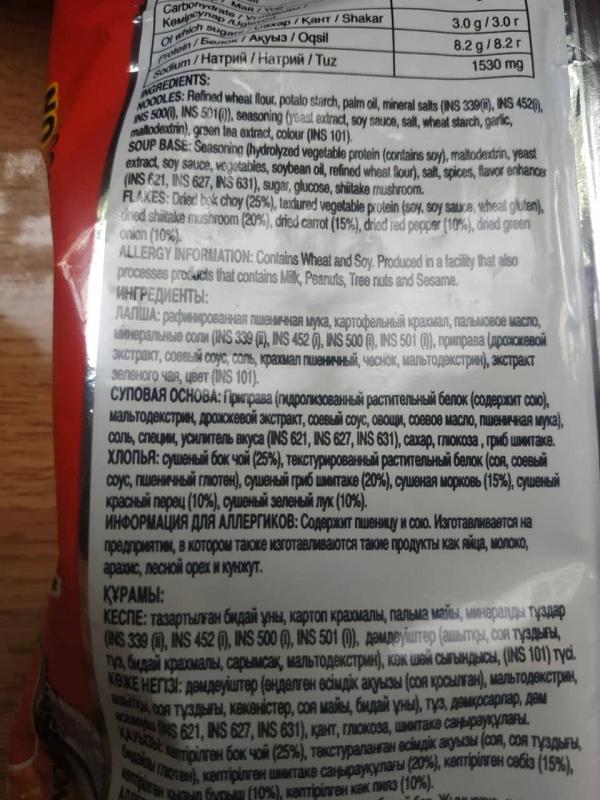 Carbohydrate /
Кемірсулар /
Of which sugars / Сахар / Қант / Shakar 3.0 g / 3.0 г
Protein / Белок / Ақуыз / Oqsil 8.2 g / 8.2 г
Sodium / Натрий / Натрий / Tuz 1530 mg
INGREDIENTS:
NOODLES: Refined wheat flour, potato starch, palm oil, mineral salts (INS 339(ii), INS 452(i),
INS 500(i), INS 501(i)), seasoning (yeast extract, soy sauce, salt, wheat starch, garlic,
maltodextrin), green tea extract, colour (INS 101).
SOUP BASE: Seasoning (hydrolyzed vegetable protein (contains soy), maltodextrin, yeast
extract, soy sauce, vegetables, soybean oil, refined wheat flour), salt, spices, flavor enhancer
(INS 621, INS 627, INS 631), sugar, glucose, shiitake mushroom.
FLAKES: Dried bok choy (25%), textured vegetable protein (soy, soy sauce, wheat gluten),
dried shiitake mushroom (20%), dried carrot (15%), dried red pepper (10%), dried green
onion (10%).
ALLERGY INFORMATION: Contains Wheat and Soy. Produced in a facility that also
processes products that contains Milk, Peanuts, Tree nuts and Sesame.
ИНГРЕДИЕНТЫ:
ЛАПША: рафинированная пшеничная мука, картофельный крахмал, пальмовое масло,
минеральные соли (INS 339 (ii), INS 452 (i), INS 500 (i), INS 501 (i)), приправа (дрожжевой
экстракт, соевый соус, соль, крахмал пшеничный, чеснок, мальтодекстрин), экстракт
зеленого чая, цвет (INS 101).
СУПОВАЯ ОСНОВА: Приправа (гидролизованный растительный белок (содержит сою),
мальтодекстрин, дрожжевой экстракт, соевый соус, овощи, соевое масло, пшеничная мука),
соль, специи, усилитель вкуса (INS 621, INS 627, INS 631), сахар, глюкоза , гриб шиитаке.
ХЛОПЬЯ: сушеный бок чой (25%), текстурированный растительный белок (соя, соевый
соус, пшеничный глютен), сушеный гриб шиитаке (20%), сушеная морковь (15%), сушеный
красный перец (10%), сушеный зеленый лук (10%).
ИНФОРМАЦИЯ ДЛЯ АЛЛЕРГИКОВ: Содержит пшеницу и сою. Изготавливается на
предприятии, в котором также изготавливаются такие продукты как яйца, молоко,
арахис, лесной орех и кунжут.
ҚҰРАМЫ:
КЕСПЕ: тазартылған бидай ұны, картоп крахмалы, пальма майы, минералды тұздар
(INS 339 (ii), INS 452 (i), INS 500 (i), INS 501 (i)), дәмдеуіштер (ашытқы, соя тұздығы,
тұз, бидай крахмалы, сарымсақ, мальтодекстрин), көк шәй сығындысы, (INS 101) түсі.
КӨЖЕ НЕГІЗІ: дәмдеуіштер (өңделген өсімдік ақуызы (соя қосылған), мальтодекстрин,
ашытқы, соя тұздығы, көкөністер, соя майы, бидай ұны), тұз, дәмқосарлар, дәм
(INS 621, INS 627, INS 631), қант, глюкоза, шиитаке саңырауқұлағы.
ҚАУЫЗЫ: кептірілген бок чой (25%), текстураланған өсімдік ақуызы (соя, соя тұздығы,
бидайы глютен), кептірілген шиитаке саңырауқұлағы (20%), кептірілген сәбіз (15%),
кептірілген қызыл бұрыш (10%), кептірілген көк пияз (10%).